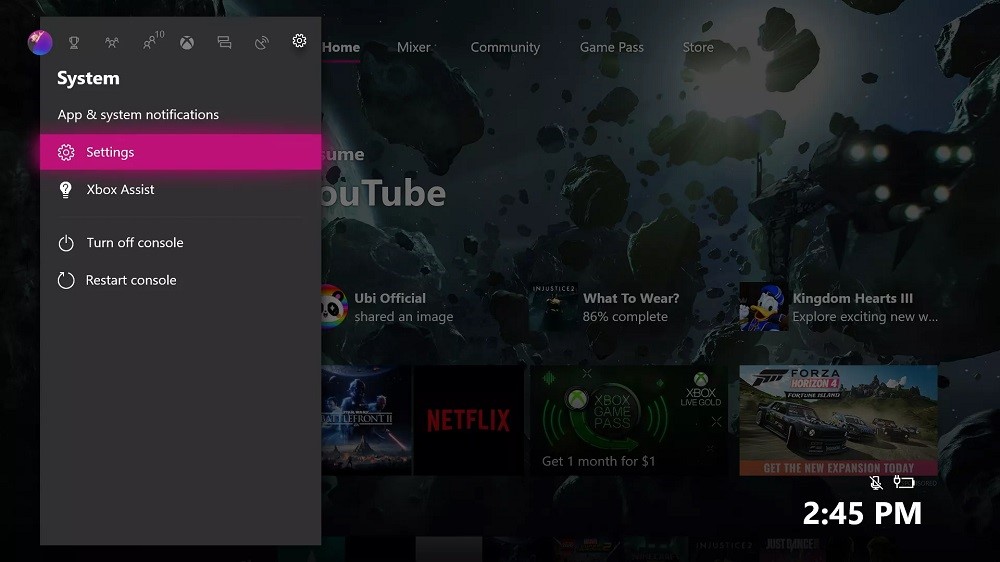 10
Home
Mixer
Community
Game Pass
Store
System
App & system notifications
Settings
Xbox Assist
Turn off console
Restart console
ouTube
Ubi Official
shared an image
INJUSTICE 2
What To Wear?
86% complete
Kingdom Hearts III
Explore exciting new w...
STAR WARS
BATTLEFRONT II
NETFLIX
XBOX
GAME
PASS
XBOX
LIVE GOLD
Get 1 month for $1
FORZA
HORIZON 4
FORTUNE ISLAND
GET THE NEW EXPANSION TODAY
2:45 PM
INJUSTICE 2